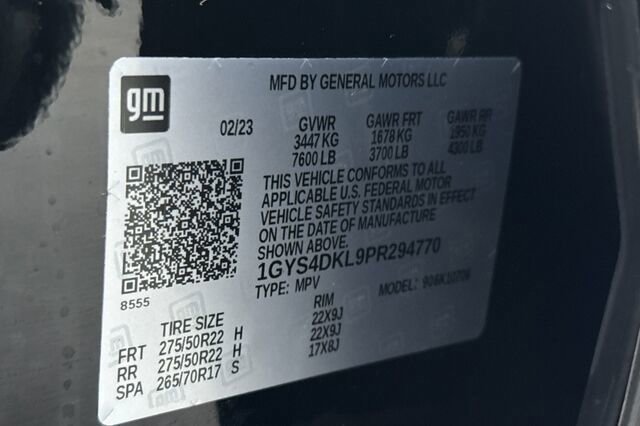 gm
MFD BY GENERAL MOTORS LLC
02/23 GVWR GAWR FRT GAWR RR
3447 KG 1678 KG 1950 KG
7600 LB 3700 LB 4300 LB
THIS VEHICLE CONFORMS TO ALL
APPLICABLE U.S. FEDERAL MOTOR
VEHICLE SAFETY STANDARDS IN EFFECT
ON THE DATE OF MANUFACTURE
SHOWN ABOVE.
1GYS4DKL9PR294770
TYPE: MPV MODEL:
8555
TIRE SIZE RIM
FRT 275/50R22 H 22X9J
RR 275/50R22 H 22X9J
SPA 265/70R17 S 17X8J